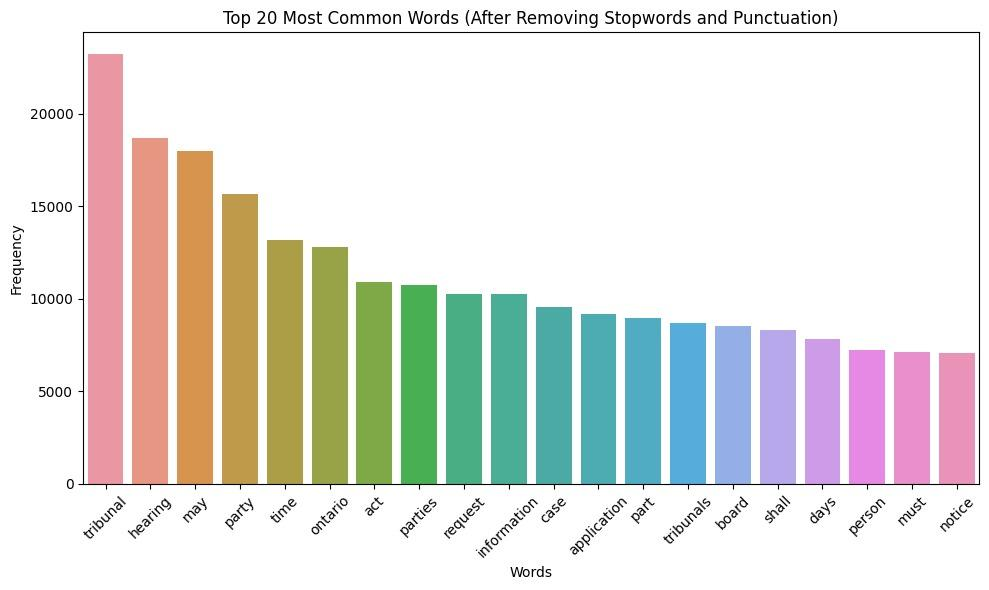 Top 20 Most Common Words (After Removing Stopwords and Punctuation)
Frequency
20000
15000
10000
5000
0
tribunal
hearing
may
party
time
ontario
act
parties
request
information
case
application
part
tribunals
board
shall
days
person
must
notice
Words